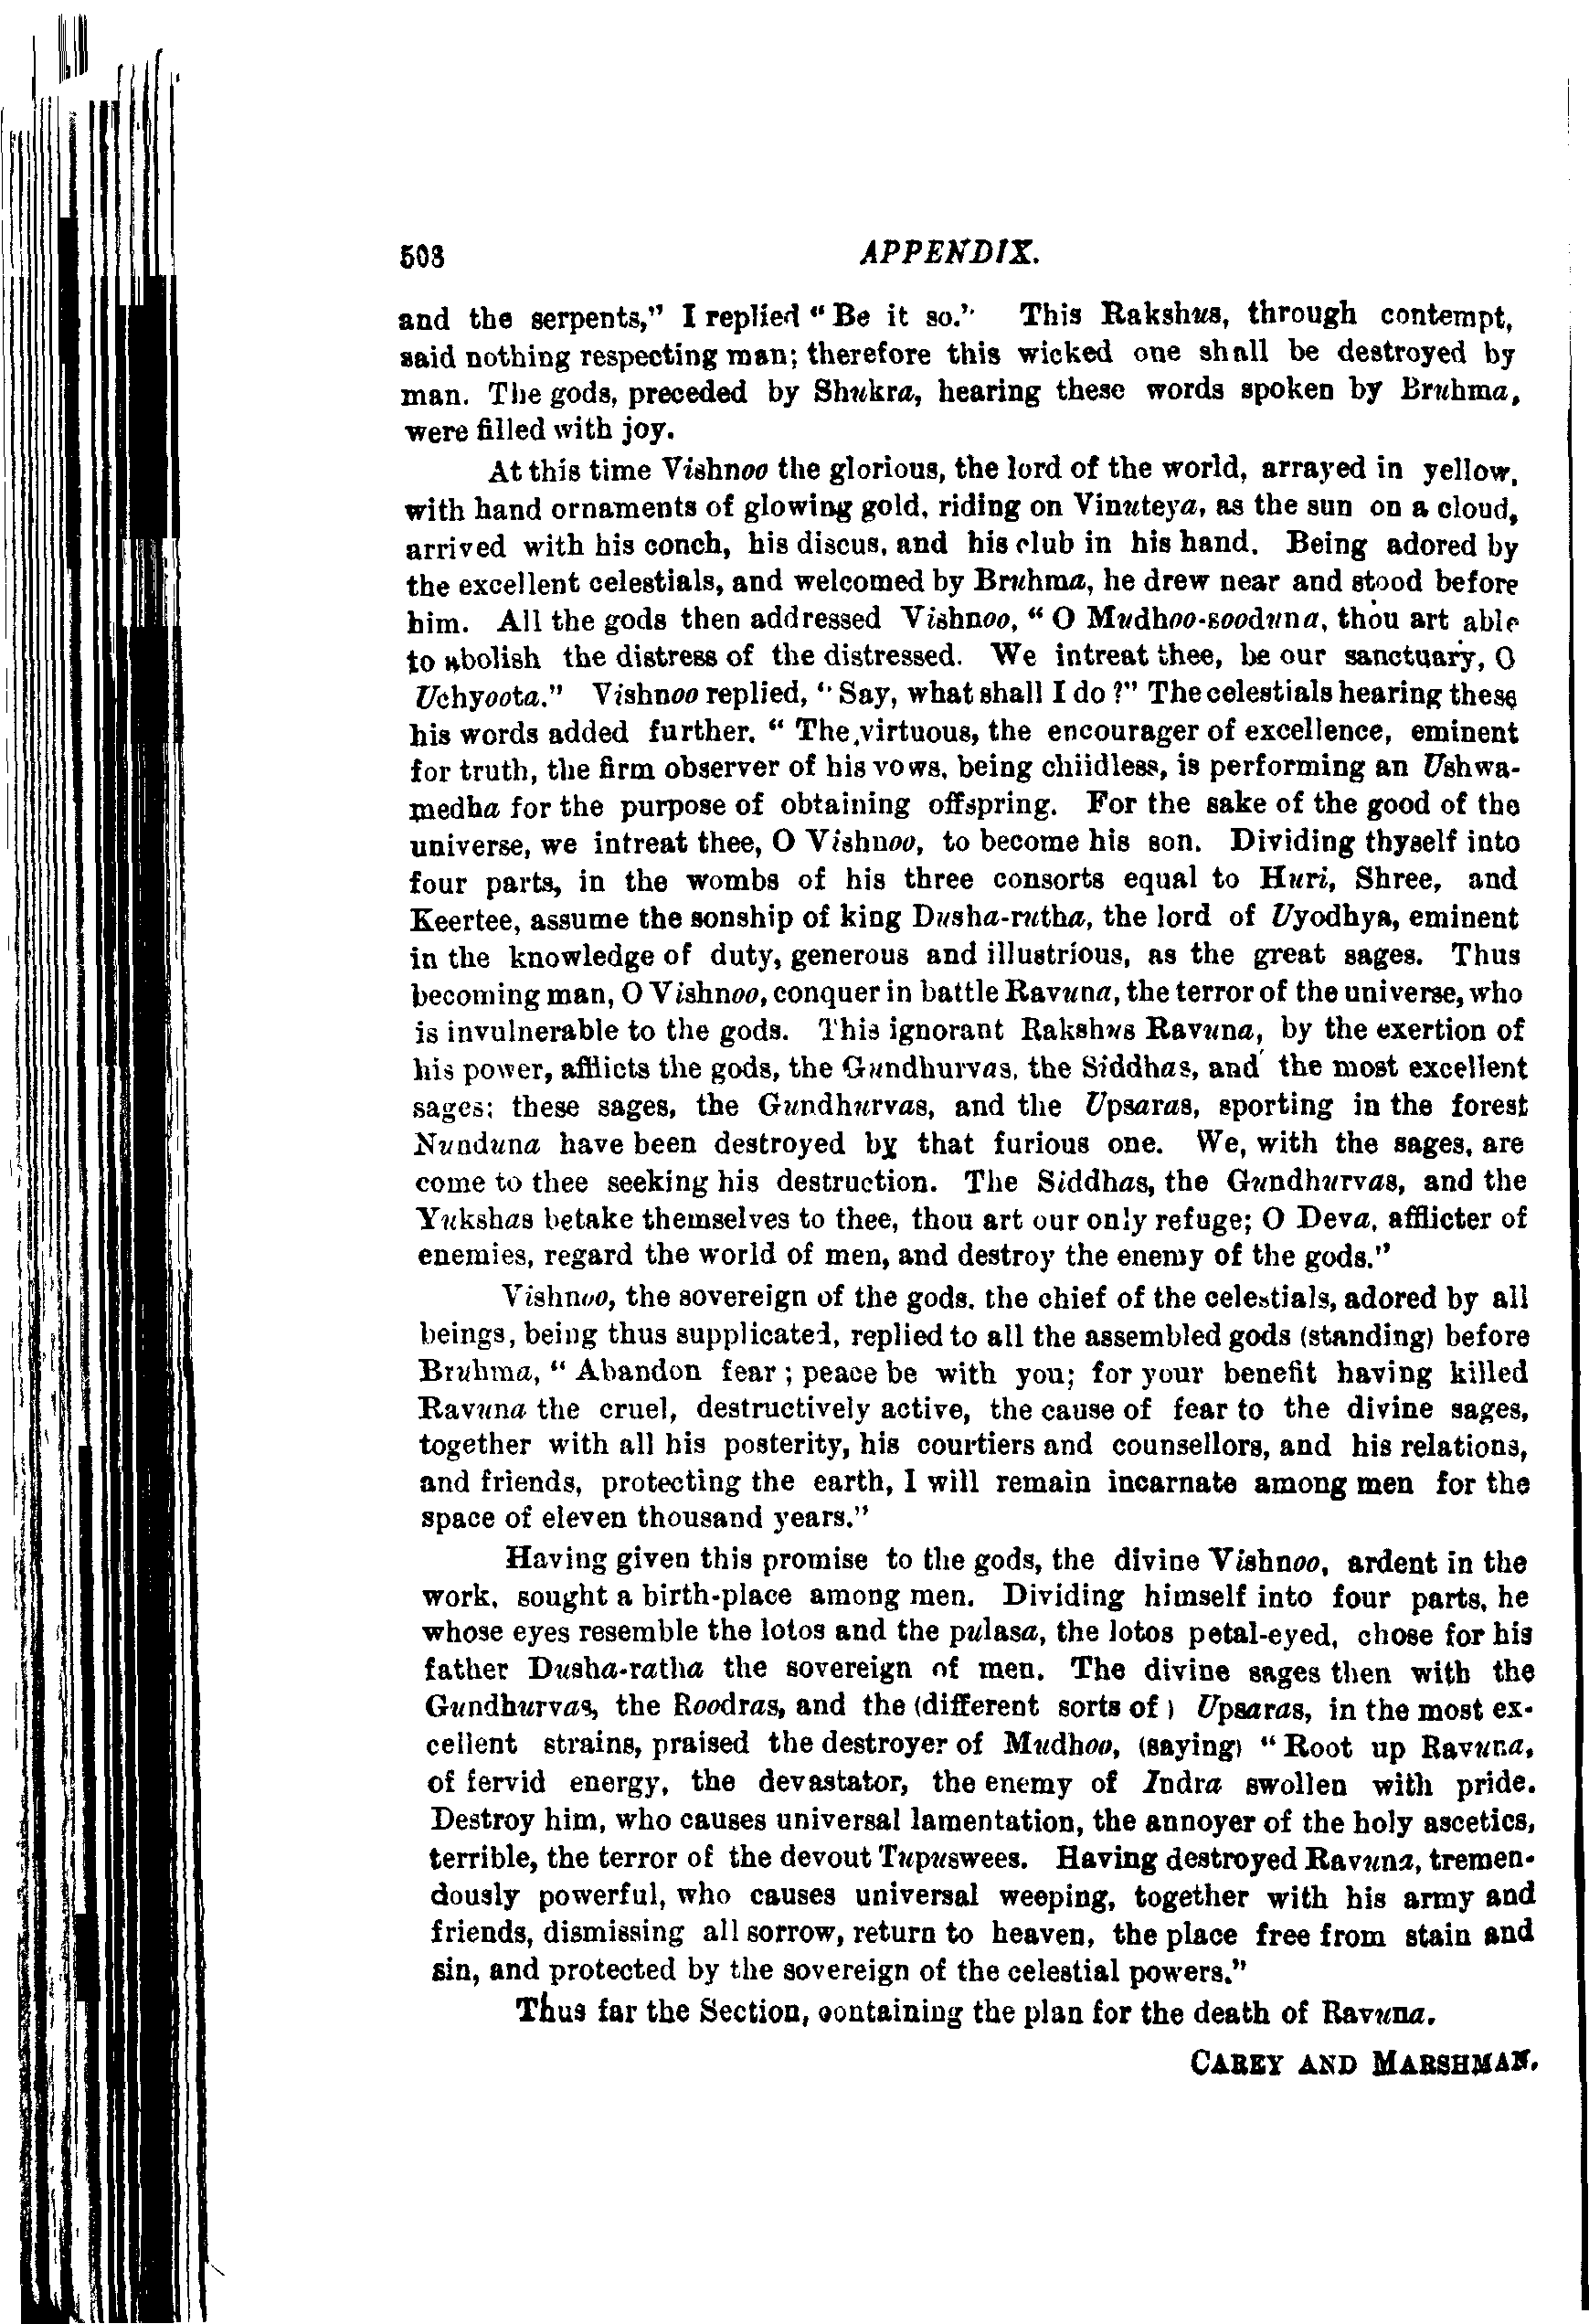 508 APPENDIX.
and the serpents," I replied "Be it so." This Rakshus, through contempt,
said nothing respecting man; therefore this wicked one shall be destroyed by
man. The gods, preceded by Shukra, hearing these words spoken by Bruhma,
were filled with joy.
At this time Vishnoo the glorious, the lord of the world, arrayed in yellow,
with hand ornaments of glowing gold, riding on Vinuteya, as the sun on a cloud,
arrived with his conch, his discus, and his club in his hand. Being adored by
the excellent celestials, and welcomed by Bruhma, he drew near and stood before
him. All the gods then addressed Vishnoo, "O Mudhoo-sooduna, thou art able
to abolish the distress of the distressed. We intreat thee, be our sanctuary, O
Uchyoota." Vishnoo replied, "Say, what shall I do?" The celestials hearing these
his words added further. "The virtuous, the encourager of excellence, eminent
for truth, the firm observer of his vows, being chiidless, is performing an Ushwa-
medha for the purpose of obtaining offspring. For the sake of the good of the
universe, we intreat thee, O Vishnoo, to become his son. Dividing thyself into
four parts, in the wombs of his three consorts equal to Huri, Shree, and
Keertee, assume the sonship of king Dusha-rutha, the lord of Uyodhya, eminent
in the knowledge of duty, generous and illustrious, as the great sages. Thus
becoming man, O Vishnoo, conquer in battle Ravuna, the terror of the universe, who
is invulnerable to the gods. This ignorant Rakshus Ravuna, by the exertion of
his power, afflicts the gods, the Gundhurvas, the Siddhas, and the most excellent
sages; these sages, the Gundhurvas, and the Upsaras, sporting in the forest
Nunduna have been destroyed by that furious one. We, with the sages, are
come to thee seeking his destruction. The Siddhas, the Gundhurvas, and the
Yukshas betake themselves to thee, thou art our only refuge; O Deva, afflicter of
enemies, regard the world of men, and destroy the enemy of the gods."
Vishnoo, the sovereign of the gods, the chief of the celestials, adored by all
beings, being thus supplicated, replied to all the assembled gods (standing) before
Bruhma, "Abandon fear; peace be with you; for your benefit having killed
Ravuna the cruel, destructively active, the cause of fear to the divine sages,
together with all his posterity, his courtiers and counsellors, and his relations,
and friends, protecting the earth, I will remain incarnate among men for the
space of eleven thousand years."
Having given this promise to the gods, the divine Vishnoo, ardent in the
work, sought a birth-place among men. Dividing himself into four parts, he
whose eyes resemble the lotos and the pulasa, the lotos petal-eyed, chose for his
father Dusha-ratha the sovereign of men. The divine sages then with the
Gundhurvas, the Roodras, and the (different sorts of) Upsaras, in the most ex-
cellent strains, praised the destroyer of Mudhoo, (saying) "Root up Ravuna,
of fervid energy, the devastator, the enemy of Indra swollen with pride.
Destroy him, who causes universal lamentation, the annoyer of the holy ascetics,
terrible, the terror of the devout Tupuswees. Having destroyed Ravuna, tremen-
dously powerful, who causes universal weeping, together with his army and
friends, dismissing all sorrow, return to heaven, the place free from stain and
sin, and protected by the sovereign of the celestial powers."
Thus far the Section, containing the plan for the death of Ravuna.
CAREY AND MARSHMAN.